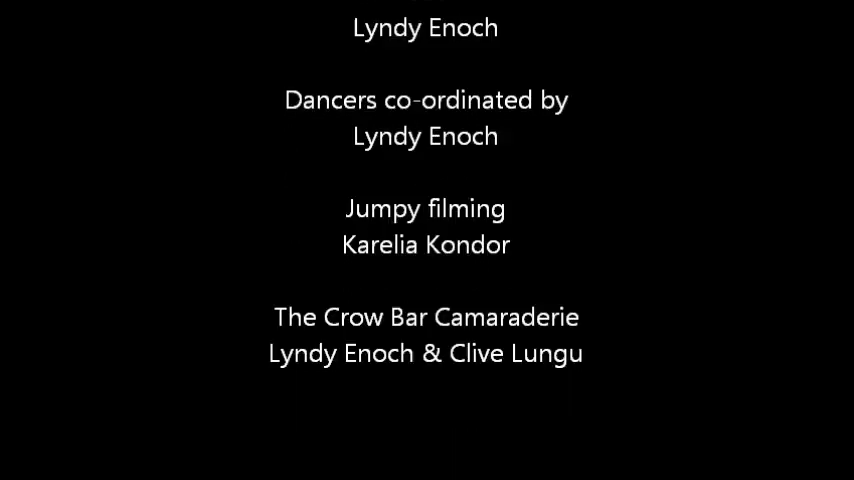 Lyndy Enoch
Dancers co-ordinated by
Lyndy Enoch
Jumpy filming
Karelia Kondor
The Crow Bar Camaraderie
Lyndy Enoch & Clive Lungu